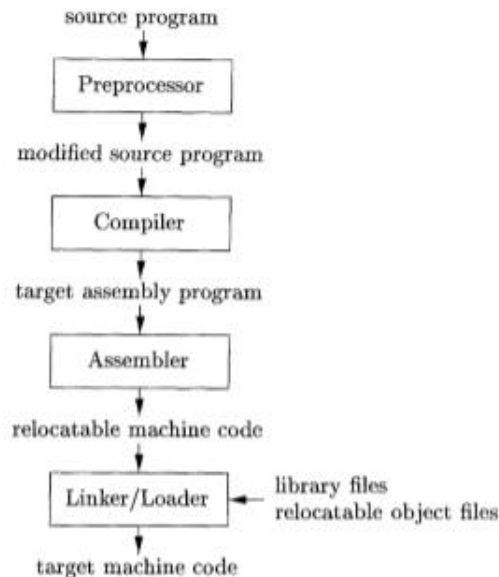 source program
Preprocessor
modified source program
Compiler
target assembly program
Assembler
relocatable machine code
Linker/Loader
library files
relocatable object files
target machine code